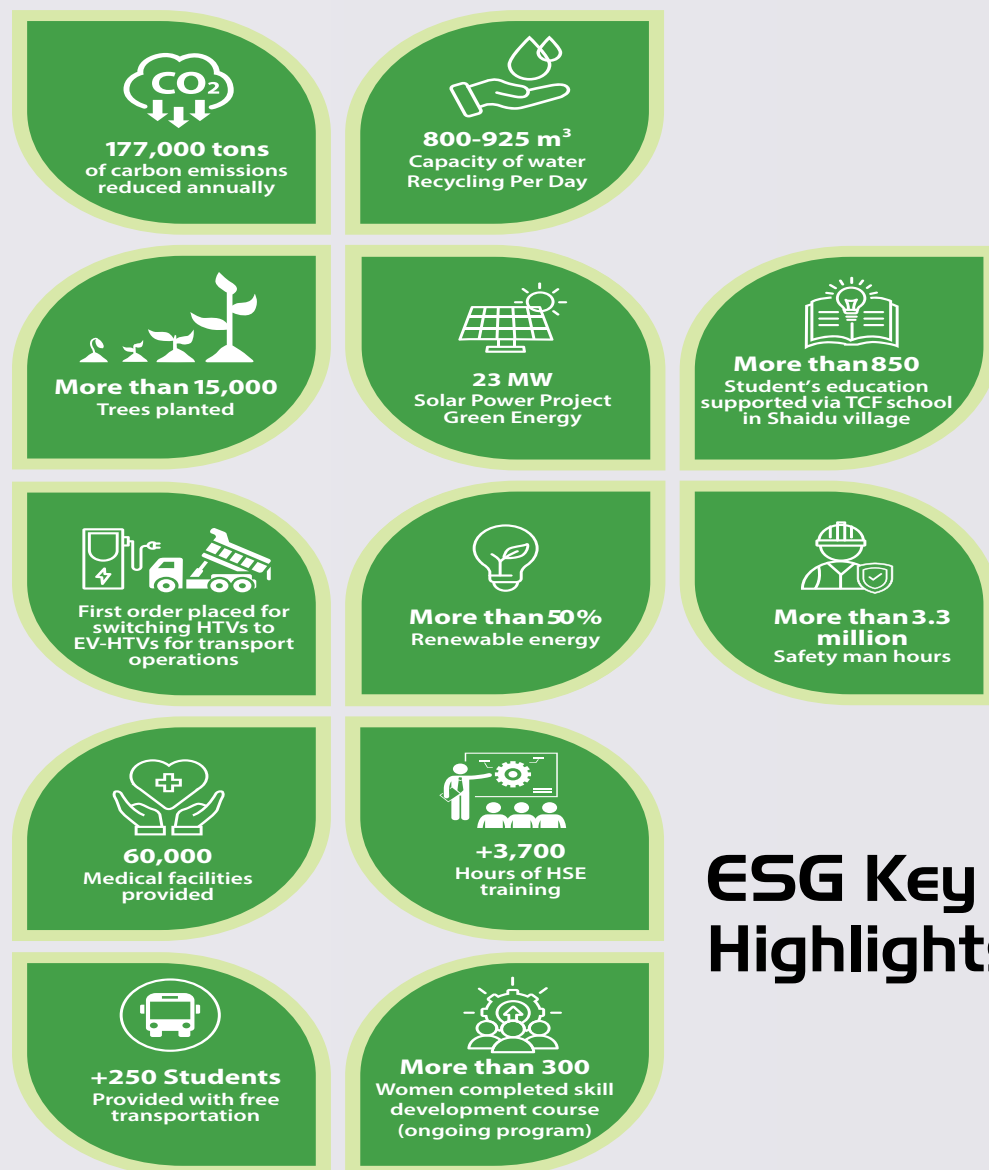 CO₂
177,000 tons
of carbon emissions
reduced annually
800-925 m³
Capacity of water
Recycling Per Day
More than 15,000
Trees planted
23 MW
Solar Power Project
Green Energy
More than 850
Student's education
supported via TCF school
in Shaidu village
First order placed for
switching HTVs to
EV-HTVs for transport
operations
More than 50%
Renewable energy
More than 3.3
million
Safety man hours
60,000
Medical facilities
provided
+3,700
Hours of HSE
training
ESG Key
Highlights
+250 Students
Provided with free
transportation
More than 300
Women completed skill
development course
(ongoing program)